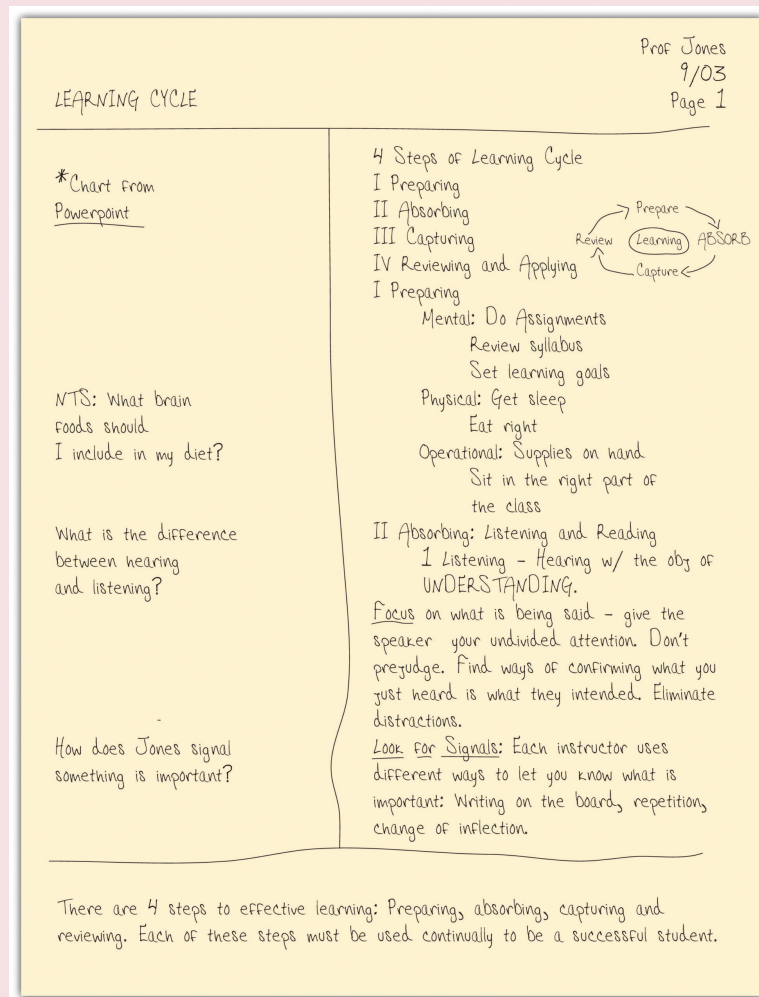 Prof Jones
9/03
LEARNING CYCLE
Page 1
*Chart from
Powerpoint
NTS: What brain
foods should
I include in my diet?
What is the difference
between hearing
and listening?
How does Jones signal
something is important?
4 Steps of Learning Cycle
I Preparing
II Absorbing
III Capturing
IV Reviewing and Applying
Prepare
Review
Learning
ABSORB
Capture
I Preparing
Mental: Do Assignments
Review syllabus
Set learning goals
Physical: Get sleep
Eat right
Operational: Supplies on hand
Sit in the right part of
the class
II Absorbing: Listening and Reading
1 Listening - Hearing w/ the obj of
UNDERSTANDING.
Focus on what is being said - give the
speaker your undivided attention. Don't
prejudge. Find ways of confirming what you
just heard is what they intended. Eliminate
distractions.
Look for Signals: Each instructor uses
different ways to let you know what is
important: Writing on the board, repetition,
change of inflection.
There are 4 steps to effective learning: Preparing, absorbing, capturing and
reviewing. Each of these steps must be used continually to be a successful student.